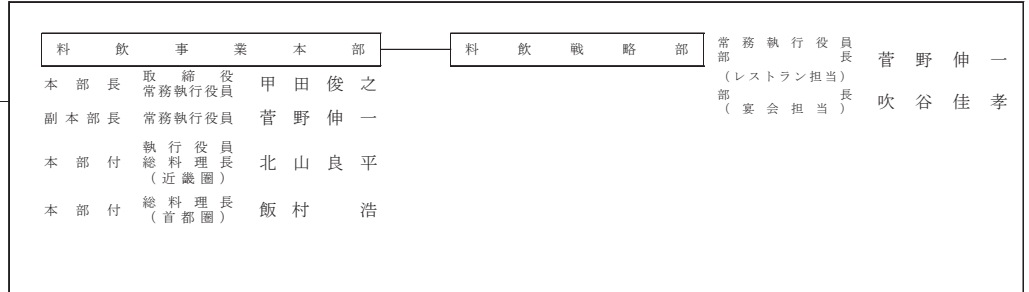 料飲事業本部
本部長 取締役 常務執行役員 甲田俊之
副本部長 常務執行役員 菅野伸一
本部付 執行役員 総料理長 (近畿圏) 北山良平
本部付 総料理長 (首都圏) 飯村浩
料飲戦略部
常務執行役員 部長 (レストラン担当) 菅野伸一
部長 (宴会担当) 吹谷佳孝